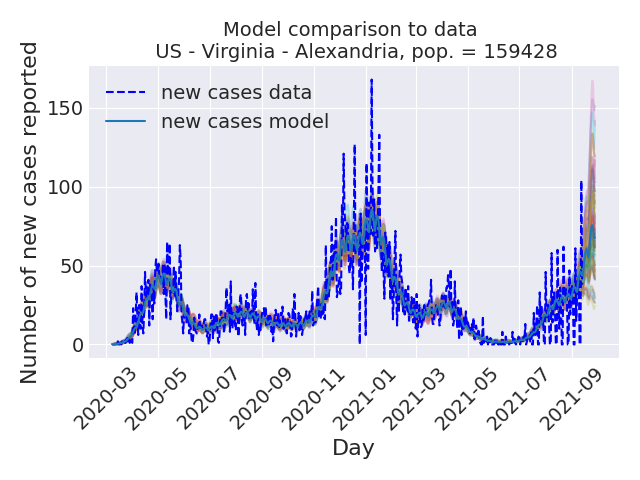 Model comparison to data
US - Virginia - Alexandria, pop. = 159428
Number of new cases reported
150
100
50
0
new cases data
new cases model
2020-03
2020-05
2020-07
2020-09
2020-11
2021-01
2021-03
2021-05
2021-07
2021-09
Day